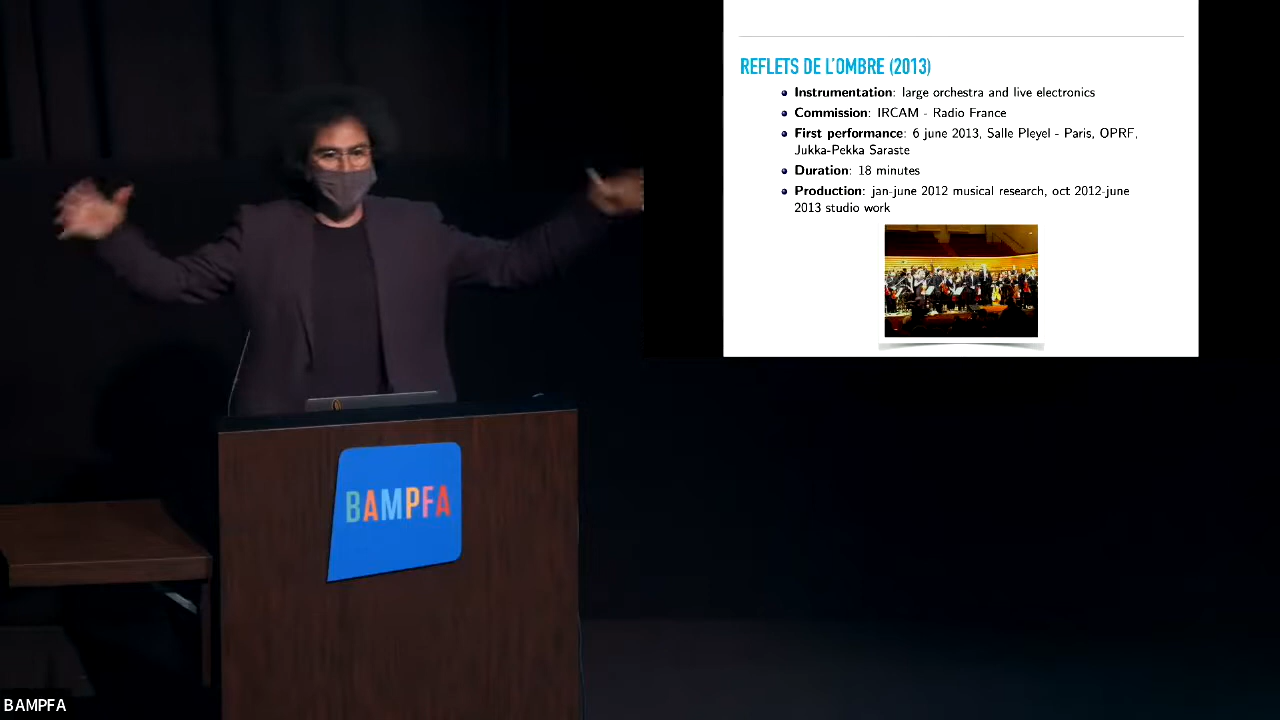 REFLETS DE L'OMBRE (2013)
Instrumentation: large orchestra and live electronics
Commission: IRCAM - Radio France
First performance: 6 june 2013, Salle Pleyel - Paris, OPRF,
Jukka-Pekka Saraste
Duration: 18 minutes
Production: jan-june 2012 musical research, oct 2012-june
2013 studio work
BAMPFA
BAMPFA